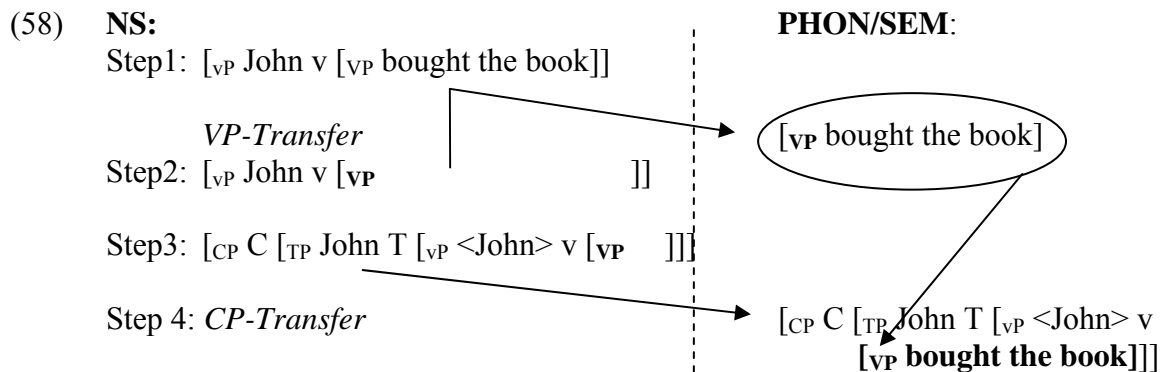 (58) NS: PHON/SEM:
Step1: [vP John v [VP bought the book]]
VP-Transfer [VP bought the book]
Step2: [vP John v [VP ]]
Step3: [CP C [TP John T [vP <John> v [VP ]]]]
Step 4: CP-Transfer [CP C [TP John T [vP <John> v
[VP bought the book]]]]